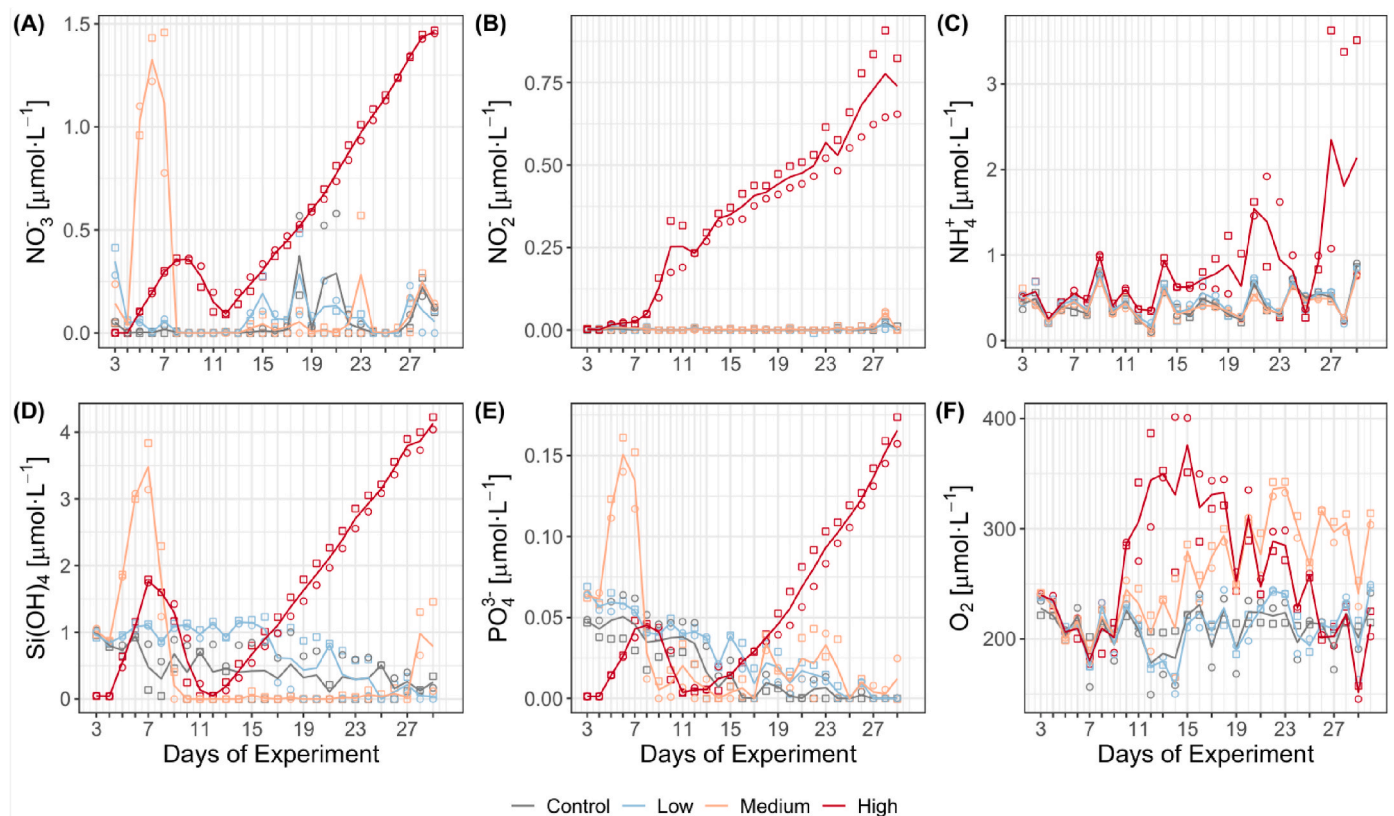 (A)
NO₃⁻ [μmol·L⁻¹]
1.5
1.0
0.5
0.0
3 7 11 15 19 23 27
(B)
NO₂⁻ [μmol·L⁻¹]
0.75
0.50
0.25
0.00
3 7 11 15 19 23 27
(C)
NH₄⁺ [μmol·L⁻¹]
3
2
1
0
3 7 11 15 19 23 27
(D)
Si(OH)₄ [μmol·L⁻¹]
4
3
2
1
0
3 7 11 15 19 23 27
Days of Experiment
(E)
PO₄³⁻ [μmol·L⁻¹]
0.15
0.10
0.05
0.00
3 7 11 15 19 23 27
Days of Experiment
(F)
O₂ [μmol·L⁻¹]
400
300
200
3 7 11 15 19 23 27
Days of Experiment
Control Low Medium High